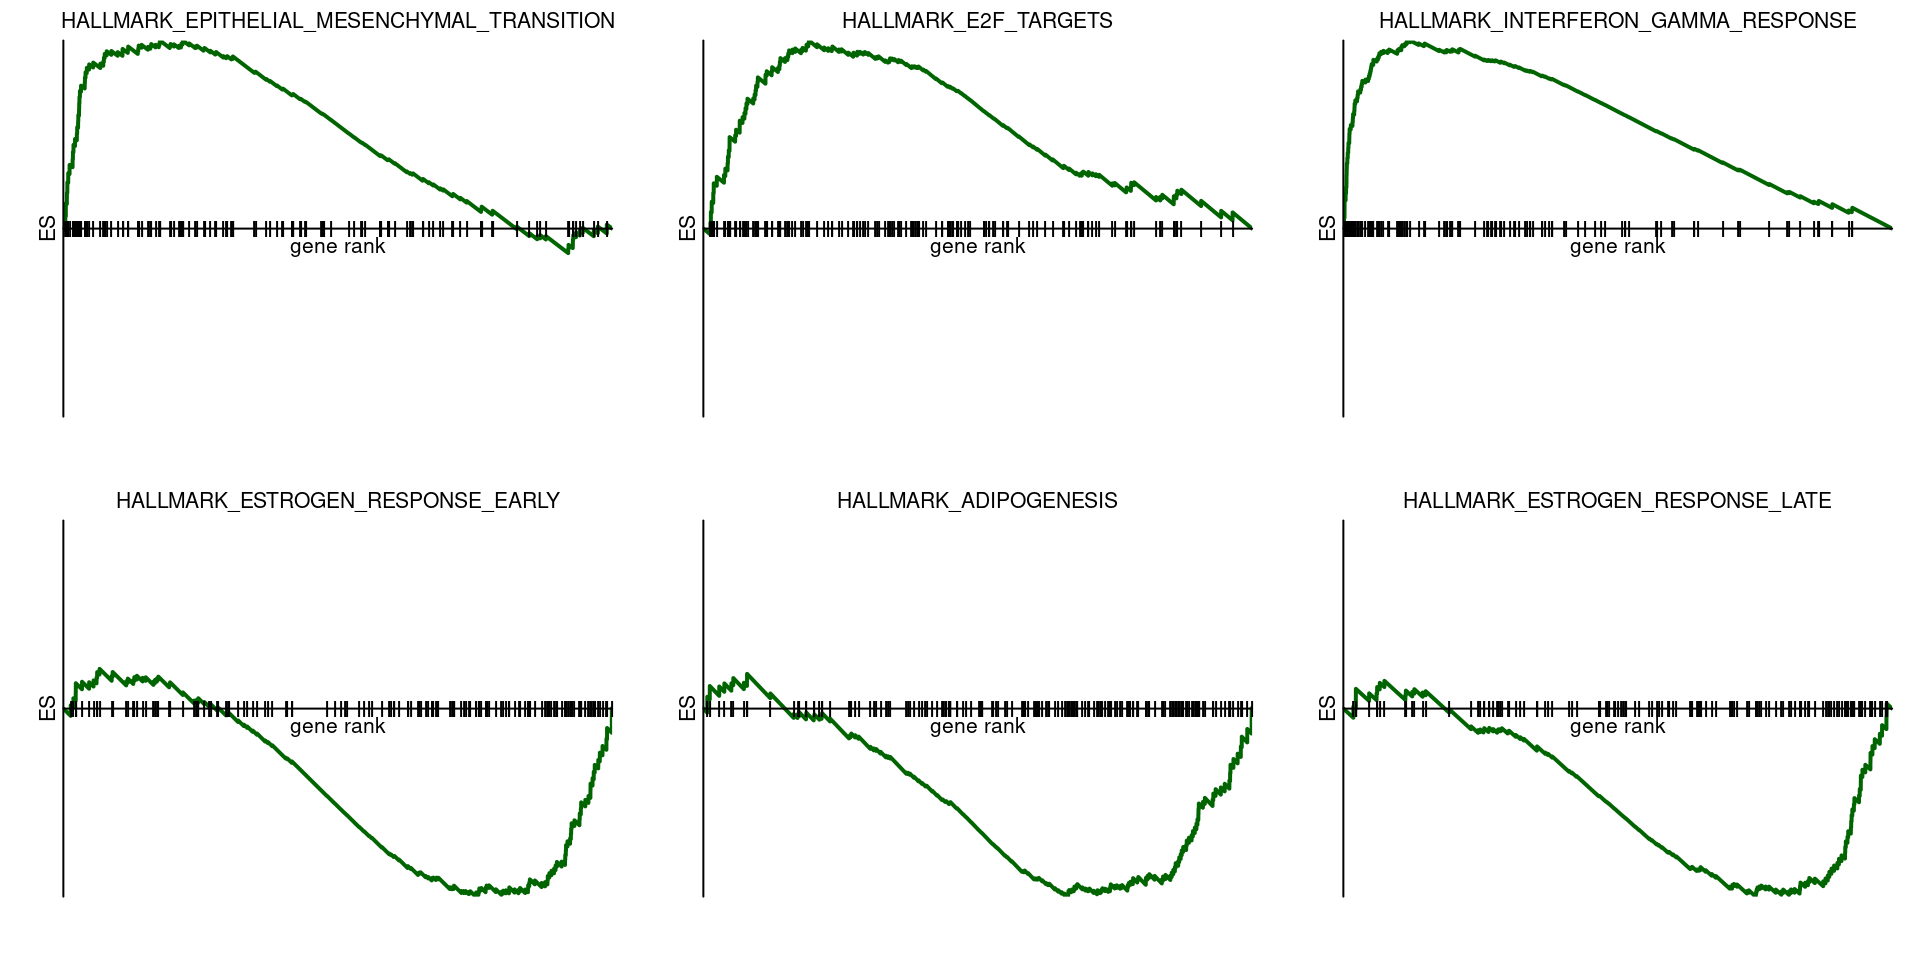 HALLMARK_EPITHELIAL_MESENCHYMAL_TRANSITION
ES
gene rank
HALLMARK_E2F_TARGETS
ES
gene rank
HALLMARK_INTERFERON_GAMMA_RESPONSE
ES
gene rank
HALLMARK_ESTROGEN_RESPONSE_EARLY
ES
gene rank
HALLMARK_ADIPOGENESIS
ES
gene rank
HALLMARK_ESTROGEN_RESPONSE_LATE
ES
gene rank